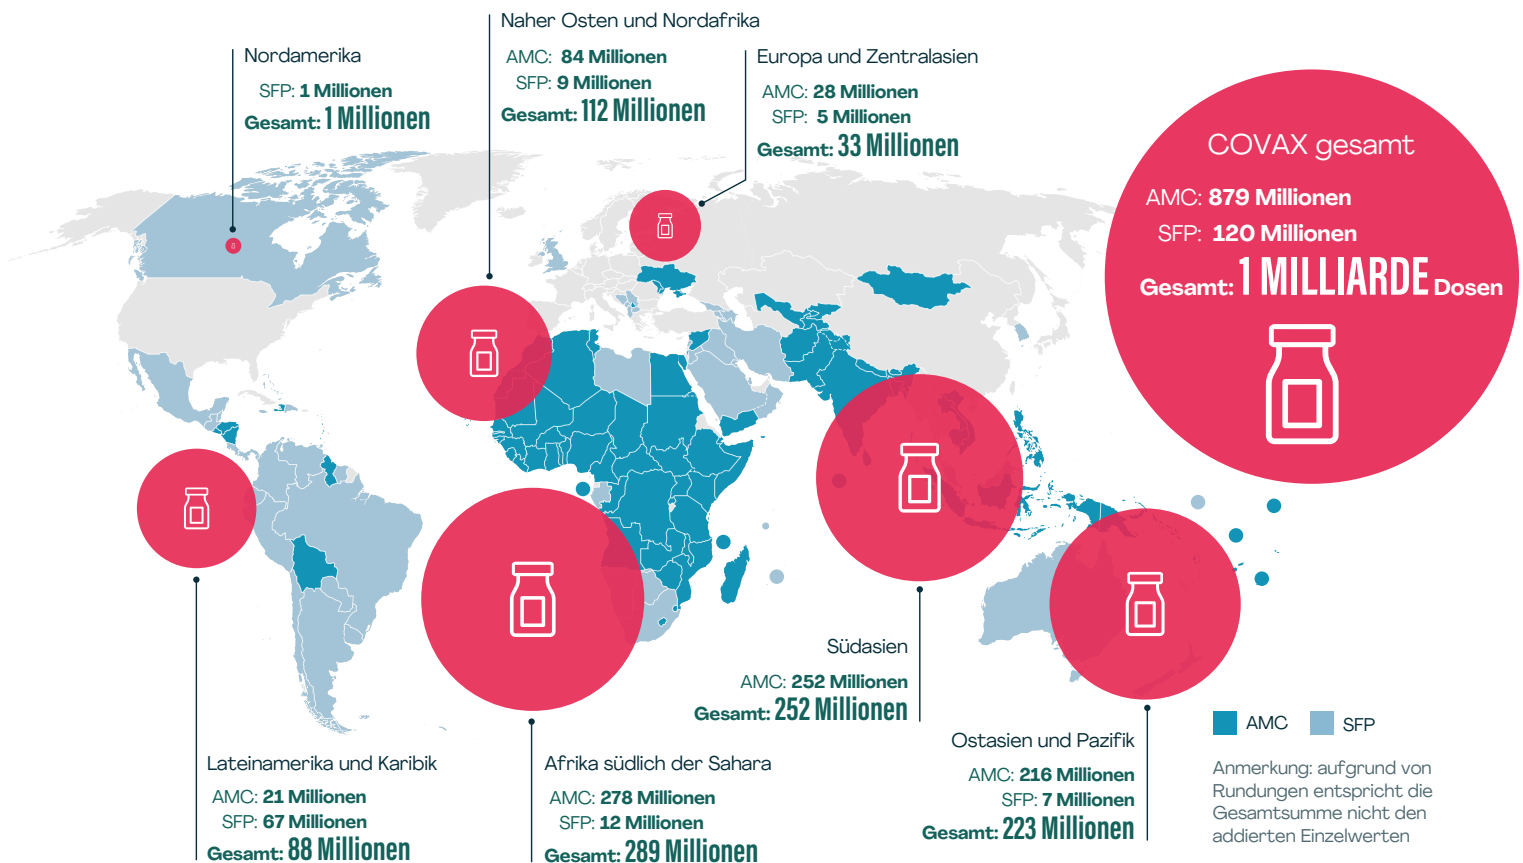 Naher Osten und Nordafrika
AMC: 84 Millionen
SFP: 9 Millionen
Gesamt: 112 Millionen
Nordamerika
SFP: 1 Millionen
Gesamt: 1 Millionen
Europa und Zentralasien
AMC: 28 Millionen
SFP: 5 Millionen
Gesamt: 33 Millionen
COVAX gesamt
AMC: 879 Millionen
SFP: 120 Millionen
Gesamt: 1 MILLIARDE Dosen
Südasien
AMC: 252 Millionen
Gesamt: 252 Millionen
Ostasien und Pazifik
AMC: 216 Millionen
SFP: 7 Millionen
Gesamt: 223 Millionen
Lateinamerika und Karibik
AMC: 21 Millionen
SFP: 67 Millionen
Gesamt: 88 Millionen
Afrika südlich der Sahara
AMC: 278 Millionen
SFP: 12 Millionen
Gesamt: 289 Millionen
AMC
SFP
Anmerkung: aufgrund von
Rundungen entspricht die
Gesamtsumme nicht den
addierten Einzelwerten